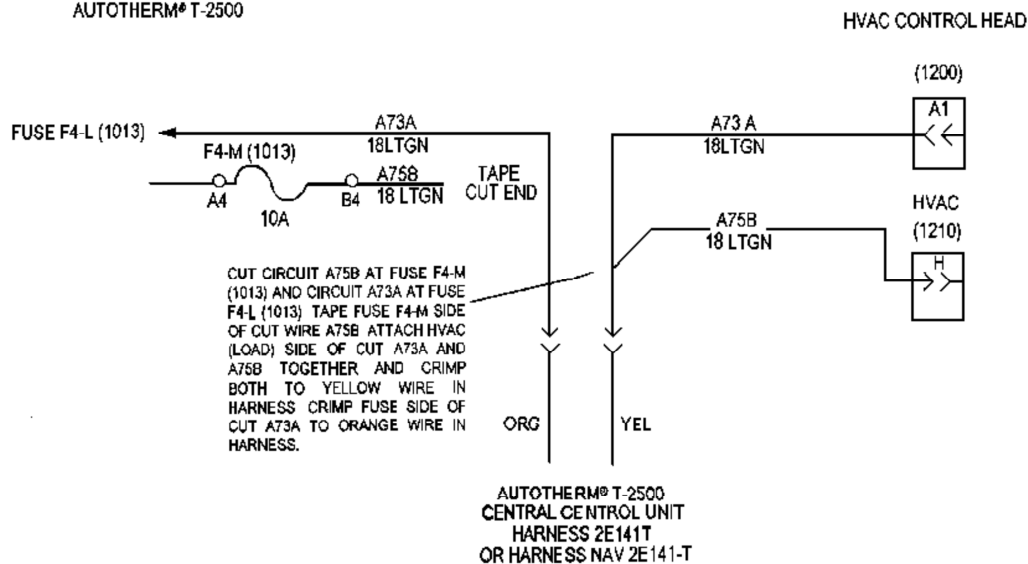 AUTOTHERM® T-2500
HVAC CONTROL HEAD
(1200)
A1
FUSE F4-L (1013)
A73A
18LTGN
A73 A
18LTGN
F4-M (1013)
A4
10A
B4
A75B
18 LTGN
TAPE
CUT END
A75B
18 LTGN
HVAC
(1210)
H
CUT CIRCUIT A75B AT FUSE F4-M
(1013) AND CIRCUIT A73A AT FUSE
F4-L (1013) TAPE FUSE F4-M SIDE
OF CUT WIRE A75B ATTACH HVAC
(LOAD) SIDE OF CUT A73A AND
A75B TOGETHER AND CRIMP
BOTH TO YELLOW WIRE IN
HARNESS CRIMP FUSE SIDE OF
CUT A73A TO ORANGE WIRE IN
HARNESS.
ORG
YEL
AUTOTHERM® T-2500
CENTRAL CONTROL UNIT
HARNESS 2E141T
OR HARNESS NAV 2E141-T